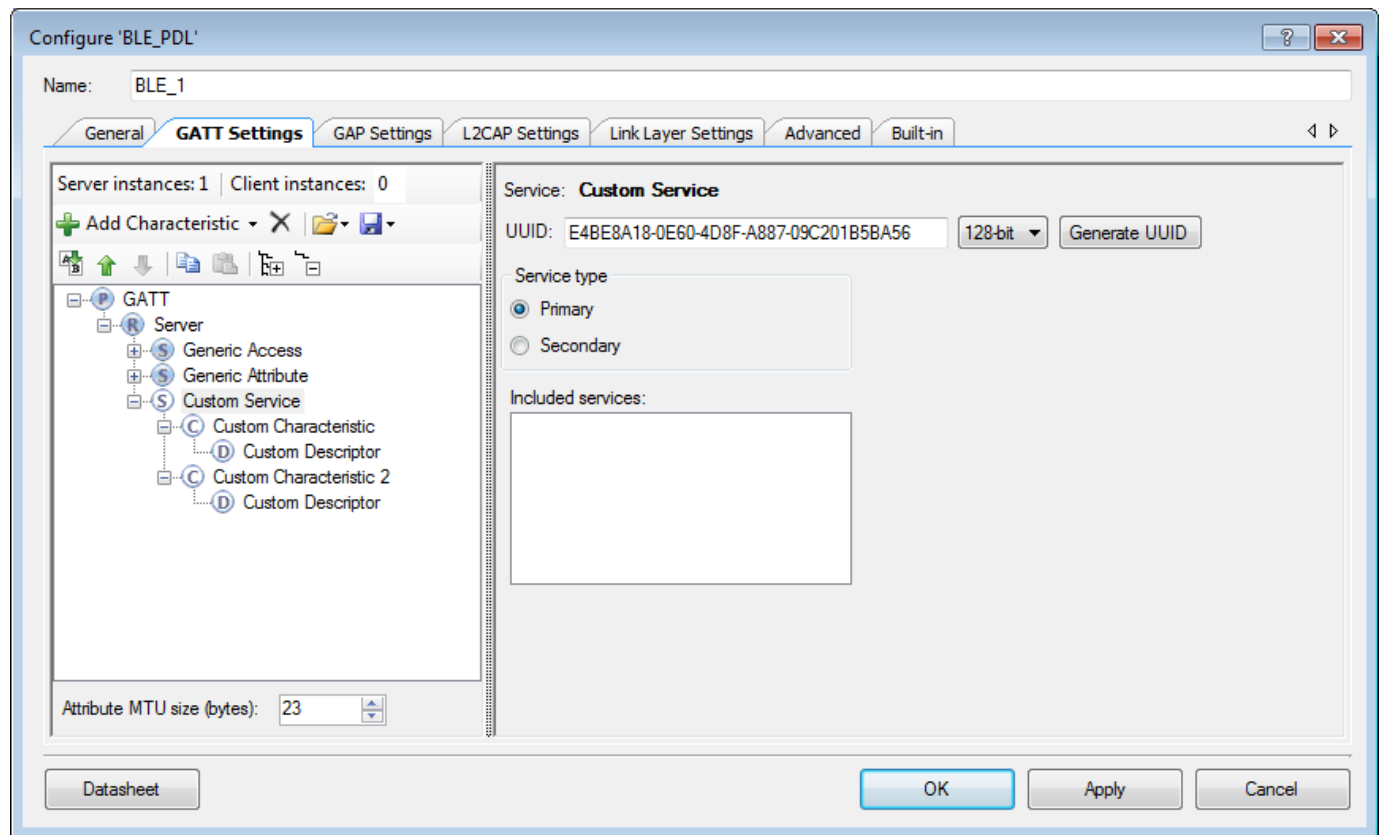 Configure 'BLE_PDL'
Name: BLE_1
General GATT Settings GAP Settings L2CAP Settings Link Layer Settings Advanced Built-in
Server instances: 1 Client instances: 0
Add Characteristic
GATT
Server
Generic Access
Generic Attribute
Custom Service
Custom Characteristic
Custom Descriptor
Custom Characteristic 2
Custom Descriptor
Attribute MTU size (bytes): 23
Service: Custom Service
UUID: E4BE8A18-0E60-4D8F-A887-09C201B5BA56 128-bit Generate UUID
Service type
Primary
Secondary
Included services:
Datasheet OK Apply Cancel